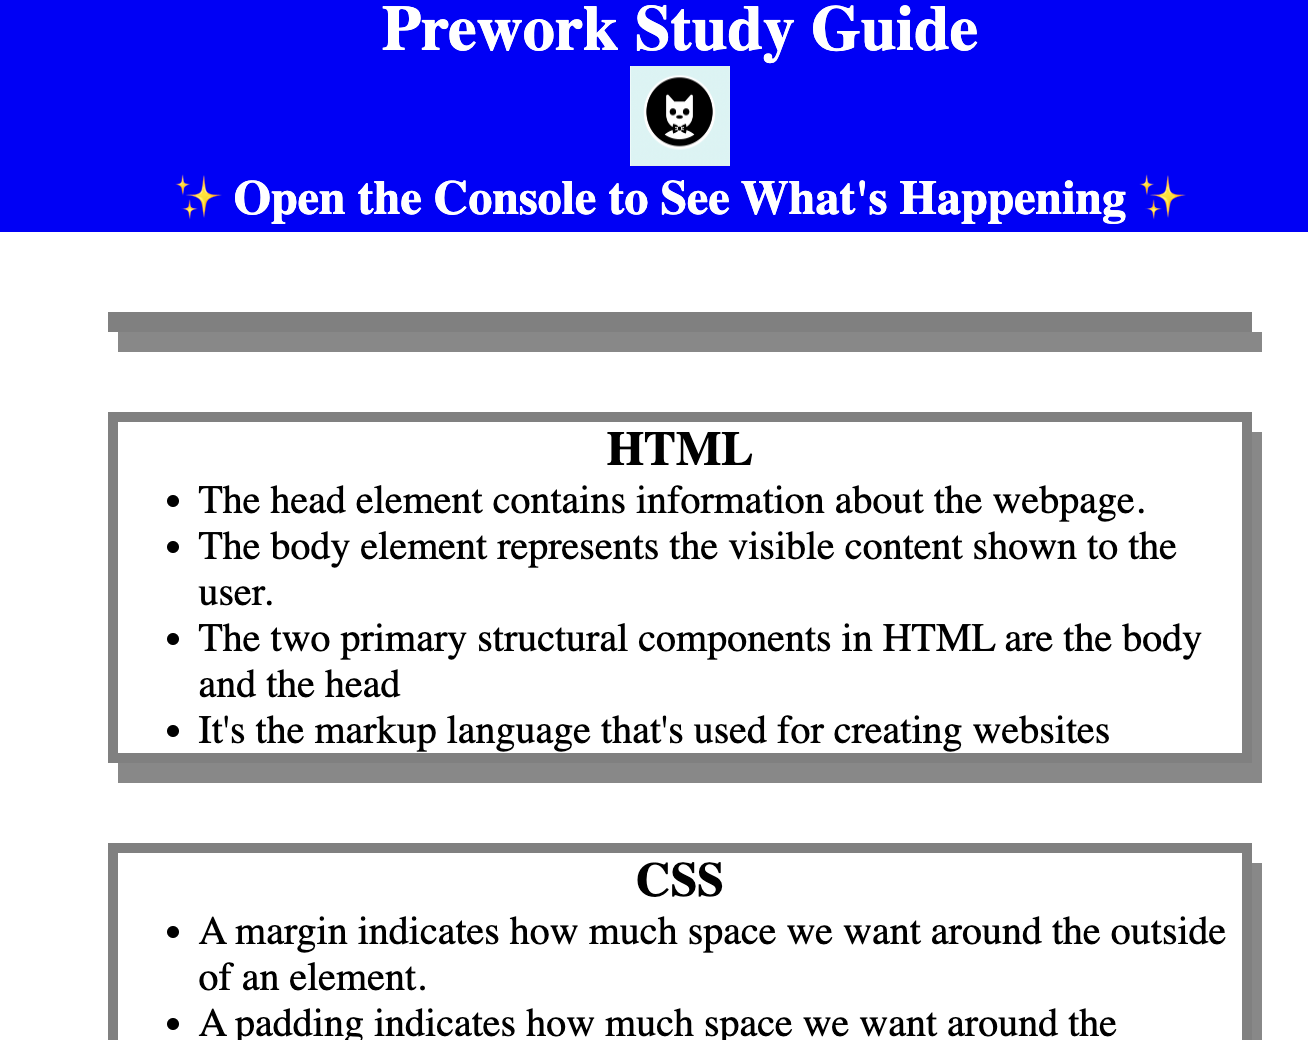 Prework Study Guide
✨ Open the Console to See What's Happening ✨
HTML
• The head element contains information about the webpage.
• The body element represents the visible content shown to the
user.
• The two primary structural components in HTML are the body
and the head
• It's the markup language that's used for creating websites
CSS
• A margin indicates how much space we want around the outside
of an element.
• A padding indicates how much space we want around the